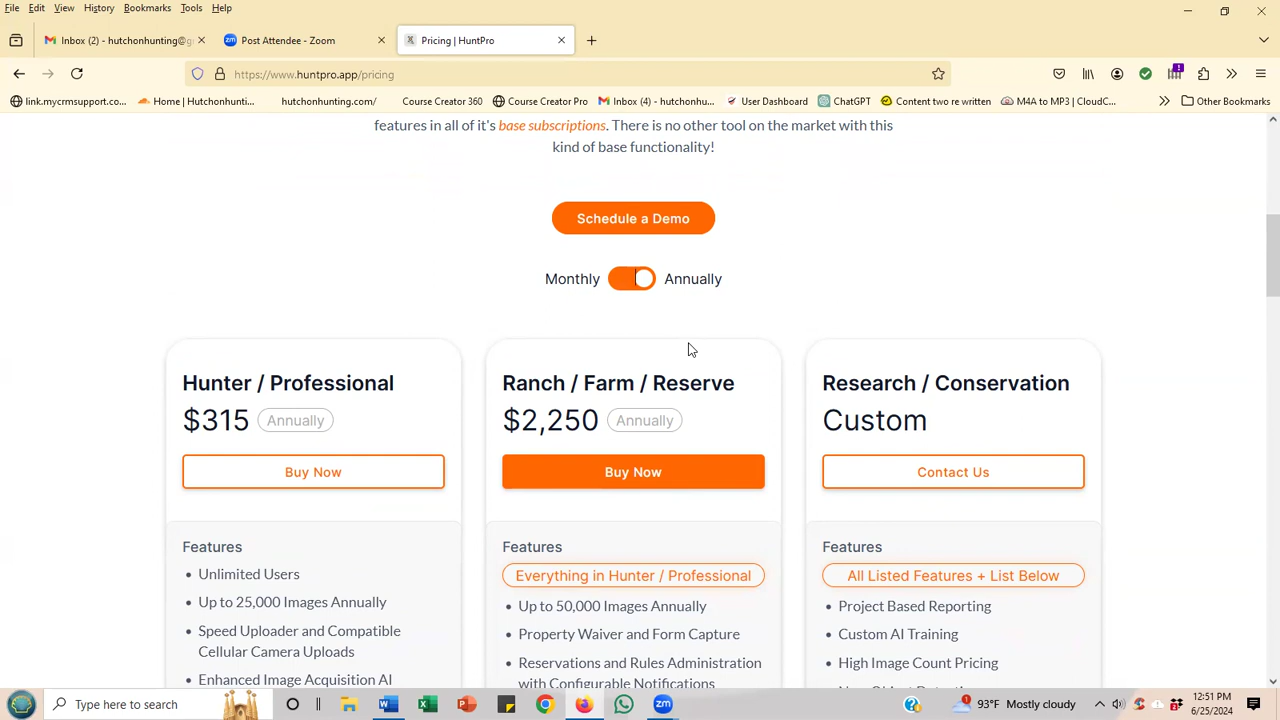 File Edit View History Bookmarks Tools Help
Inbox (2) - hutchonhunting@g
Post Attendee - Zoom
Pricing | HuntPro
https://www.huntpro.app/pricing
link.mycrmsupport.co...
Home | Hutchonhunti...
hutchonhunting.com/
Course Creator 360
Course Creator Pro
Inbox (4) - hutchonhu...
User Dashboard
ChatGPT
Content two re written
M4A to MP3 | CloudC...
Other Bookmarks
features in all of it's base subscriptions. There is no other tool on the market with this
kind of base functionality!
Schedule a Demo
Monthly Annually
Hunter / Professional
$315 Annually
Buy Now
Features
• Unlimited Users
• Up to 25,000 Images Annually
• Speed Uploader and Compatible
Cellular Camera Uploads
• Enhanced Image Acquisition AI
Ranch / Farm / Reserve
$2,250 Annually
Buy Now
Features
Everything in Hunter / Professional
• Up to 50,000 Images Annually
• Property Waiver and Form Capture
• Reservations and Rules Administration
with Configurable Notifications
Research / Conservation
Custom
Contact Us
Features
All Listed Features + List Below
• Project Based Reporting
• Custom AI Training
• High Image Count Pricing
Type here to search
93°F Mostly cloudy
12:51 PM
6/25/2024